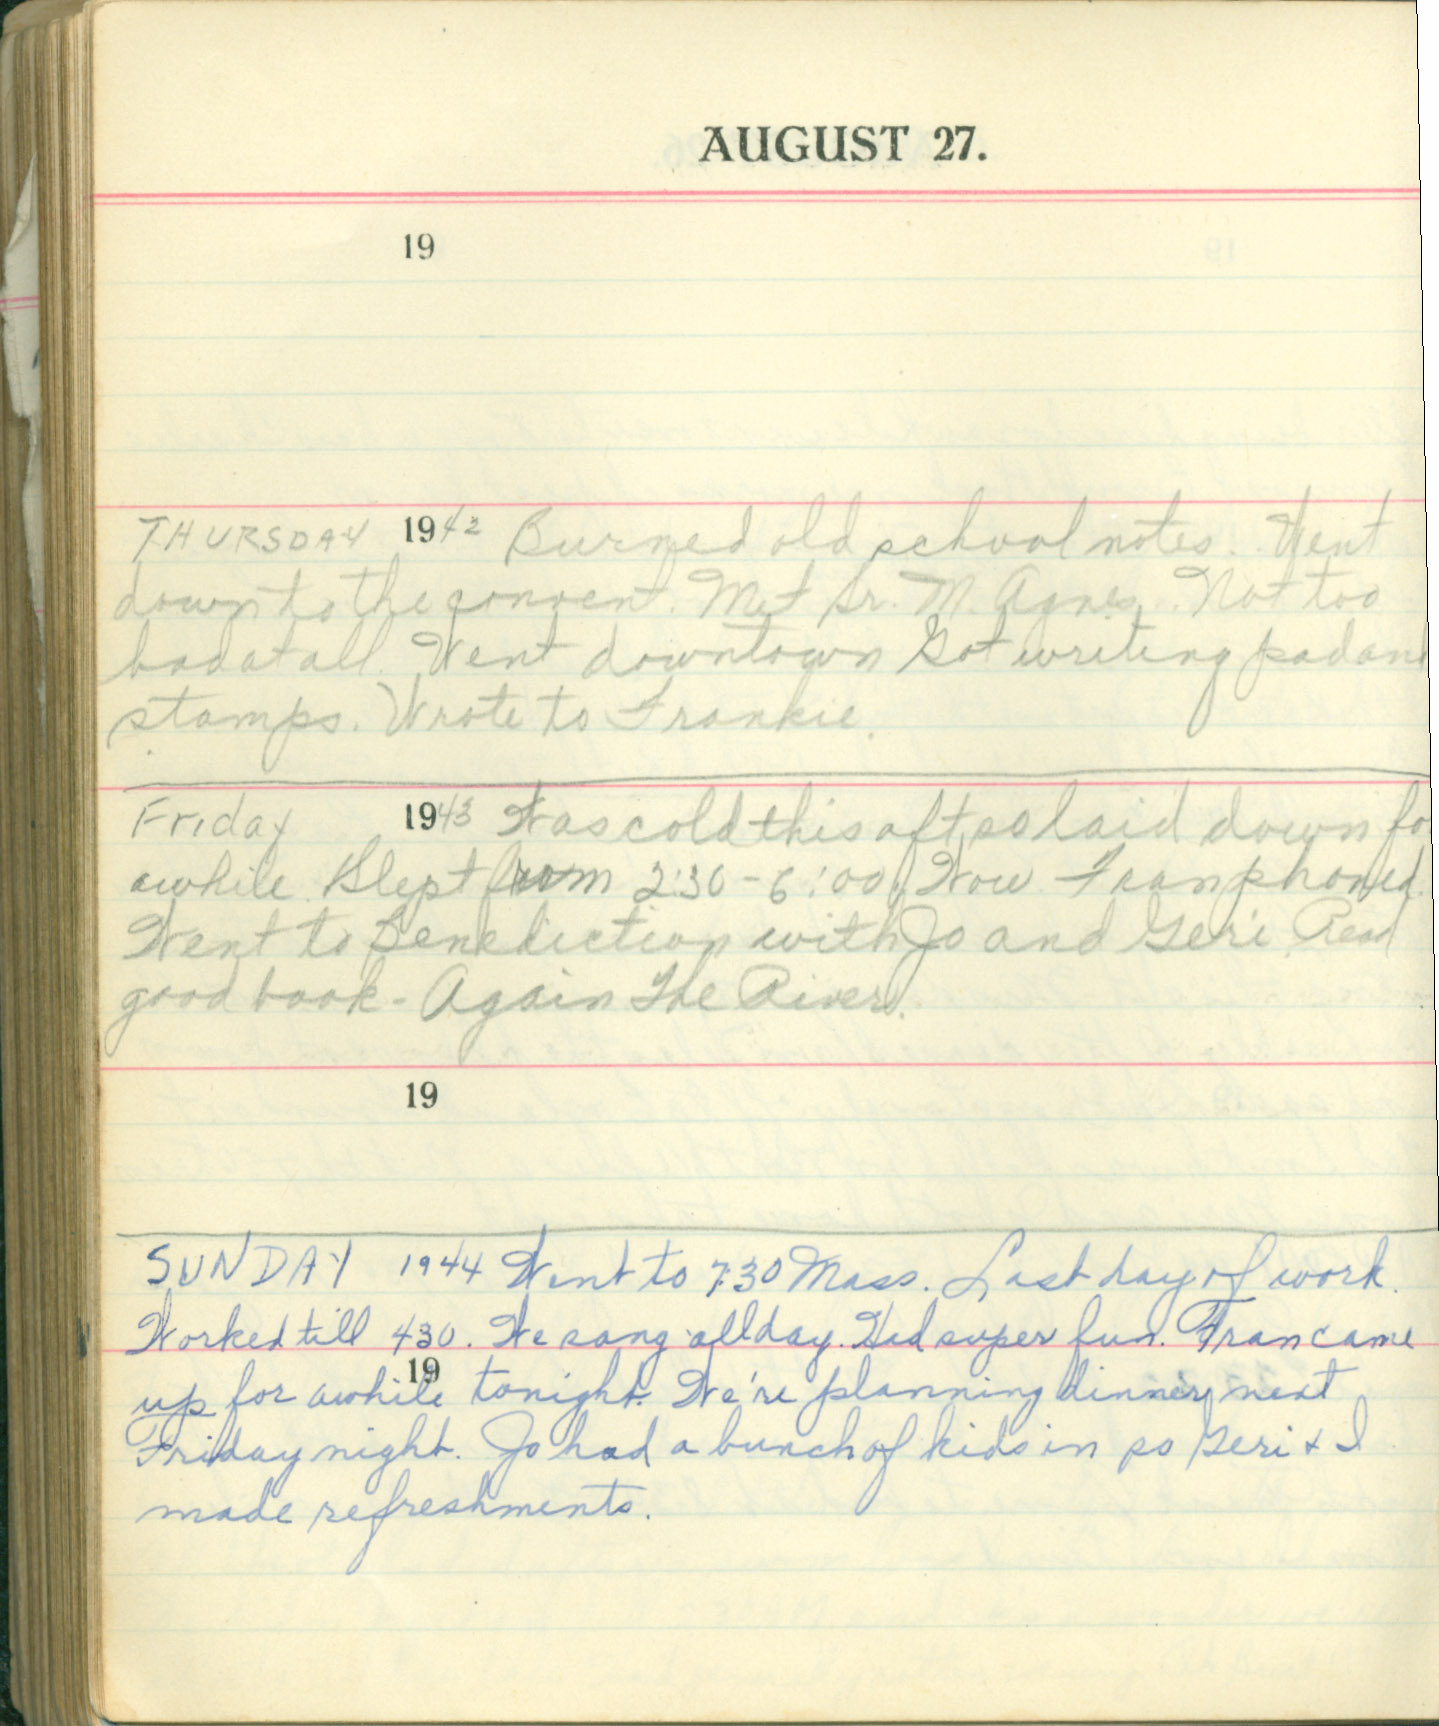 AUGUST 27.
19
THURSDAY 1942 Burned old school notes. Went
down to the convent. Met Sr. M. Agnes. Not too
bad at all. Went downtown Got writing pad and
stamps. Wrote to Frankie.
Friday 1943 Was cold this aft so laid down fo
awhile. Slept from 2:30-6:00. Wow. Fran phoned.
Went to Benediction with Jo and Geri. Read
good book - Again The River.
19
SUNDAY 1944 Went to 7:30 Mass. Last day of work.
Worked till 430. We sang all day. Had super fun. Fran came
19
up for awhile tonight. We're planning dinner next
Friday night. Jo had a bunch of kids in so Geri + I
made refreshments.